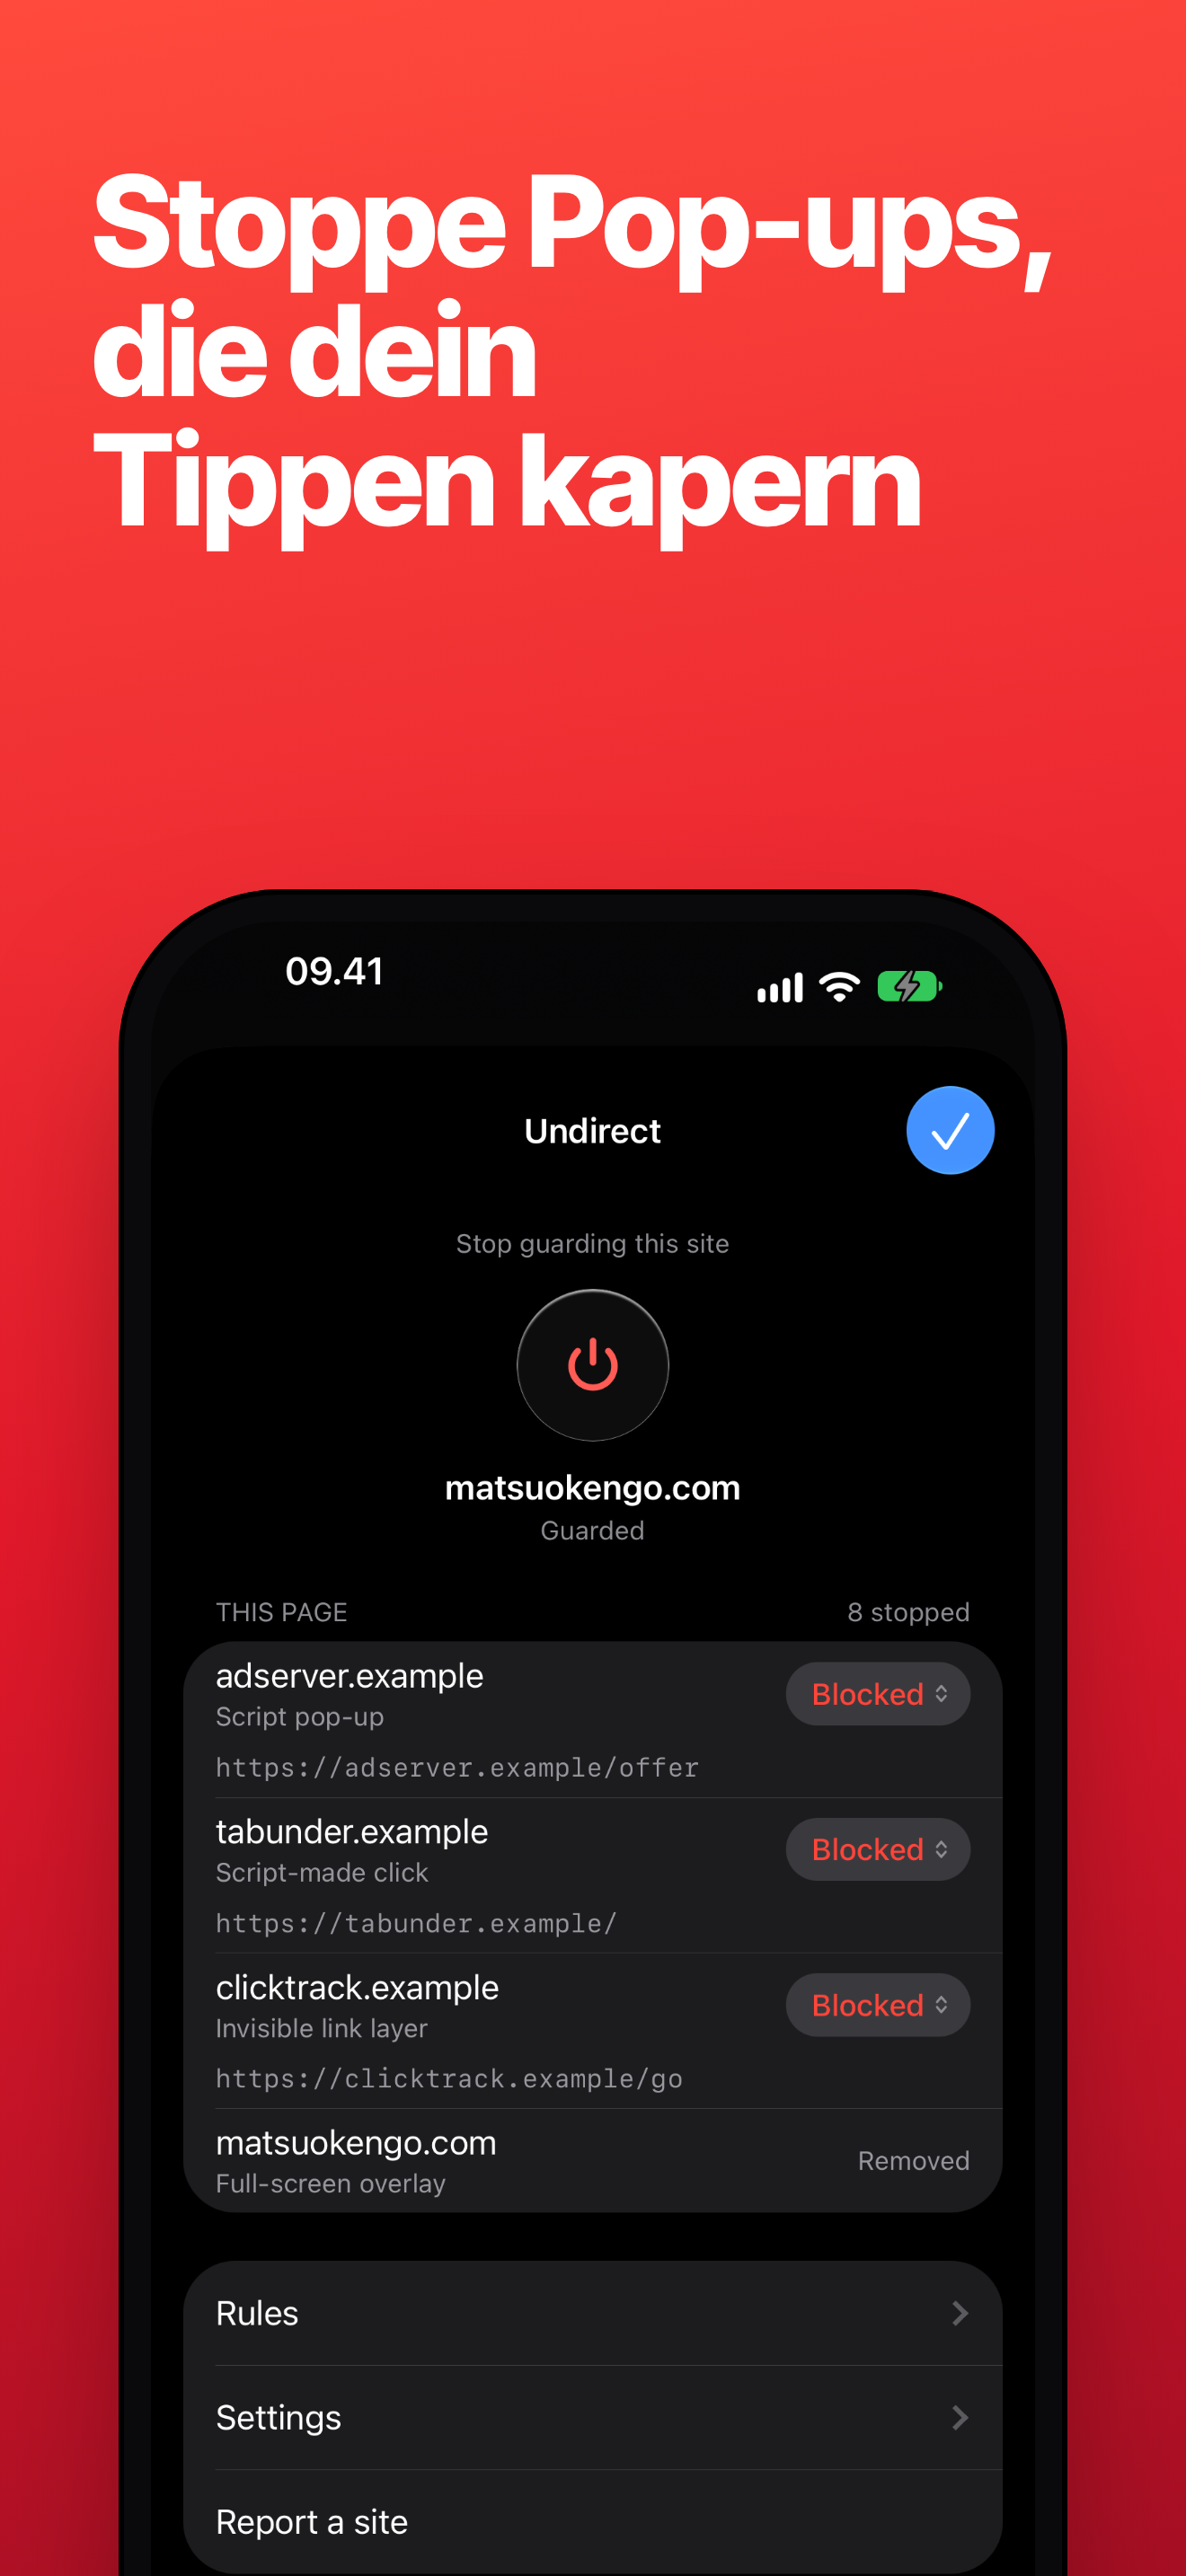 Stoppe Pop-ups,
die dein
Tippen kapern
09.41
Undirect
Stop guarding this site
matsuokengo.com
Guarded
THIS PAGE 8 stopped
adserver.example Blocked
Script pop-up
https://adserver.example/offer
tabunder.example Blocked
Script-made click
https://tabunder.example/
clicktrack.example Blocked
Invisible link layer
https://clicktrack.example/go
matsuokengo.com Removed
Full-screen overlay
Rules
Settings
Report a site